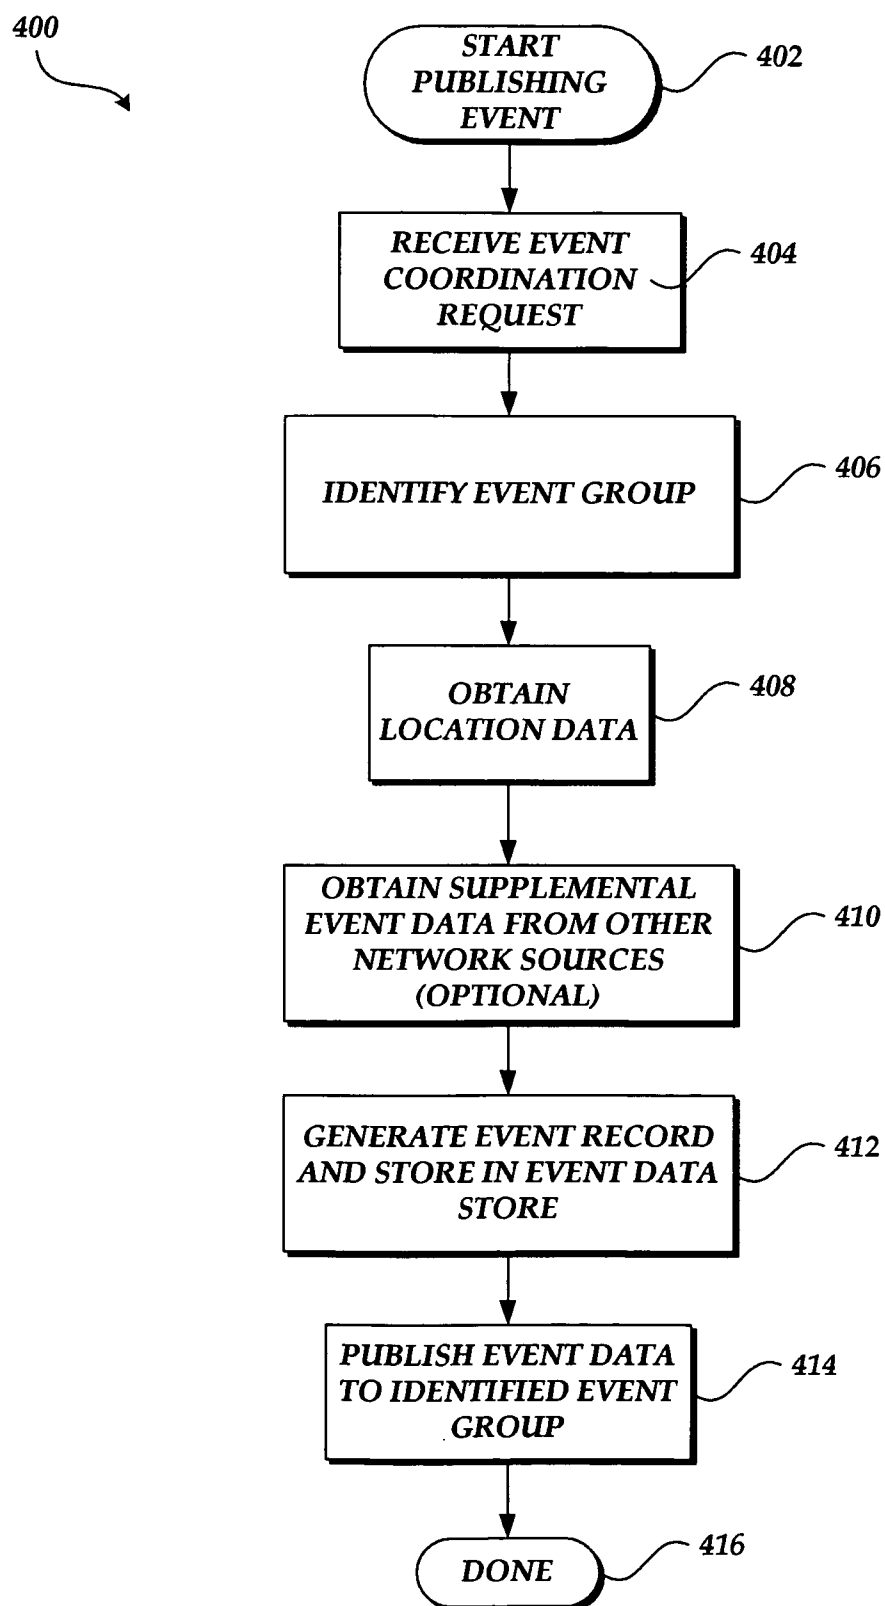 400
START
PUBLISHING
EVENT
402
RECEIVE EVENT
COORDINATION
REQUEST
404
IDENTIFY EVENT GROUP
406
OBTAIN
LOCATION DATA
408
OBTAIN SUPPLEMENTAL
EVENT DATA FROM OTHER
NETWORK SOURCES
(OPTIONAL)
410
GENERATE EVENT RECORD
AND STORE IN EVENT DATA
STORE
412
PUBLISH EVENT DATA
TO IDENTIFIED EVENT
GROUP
414
DONE
416